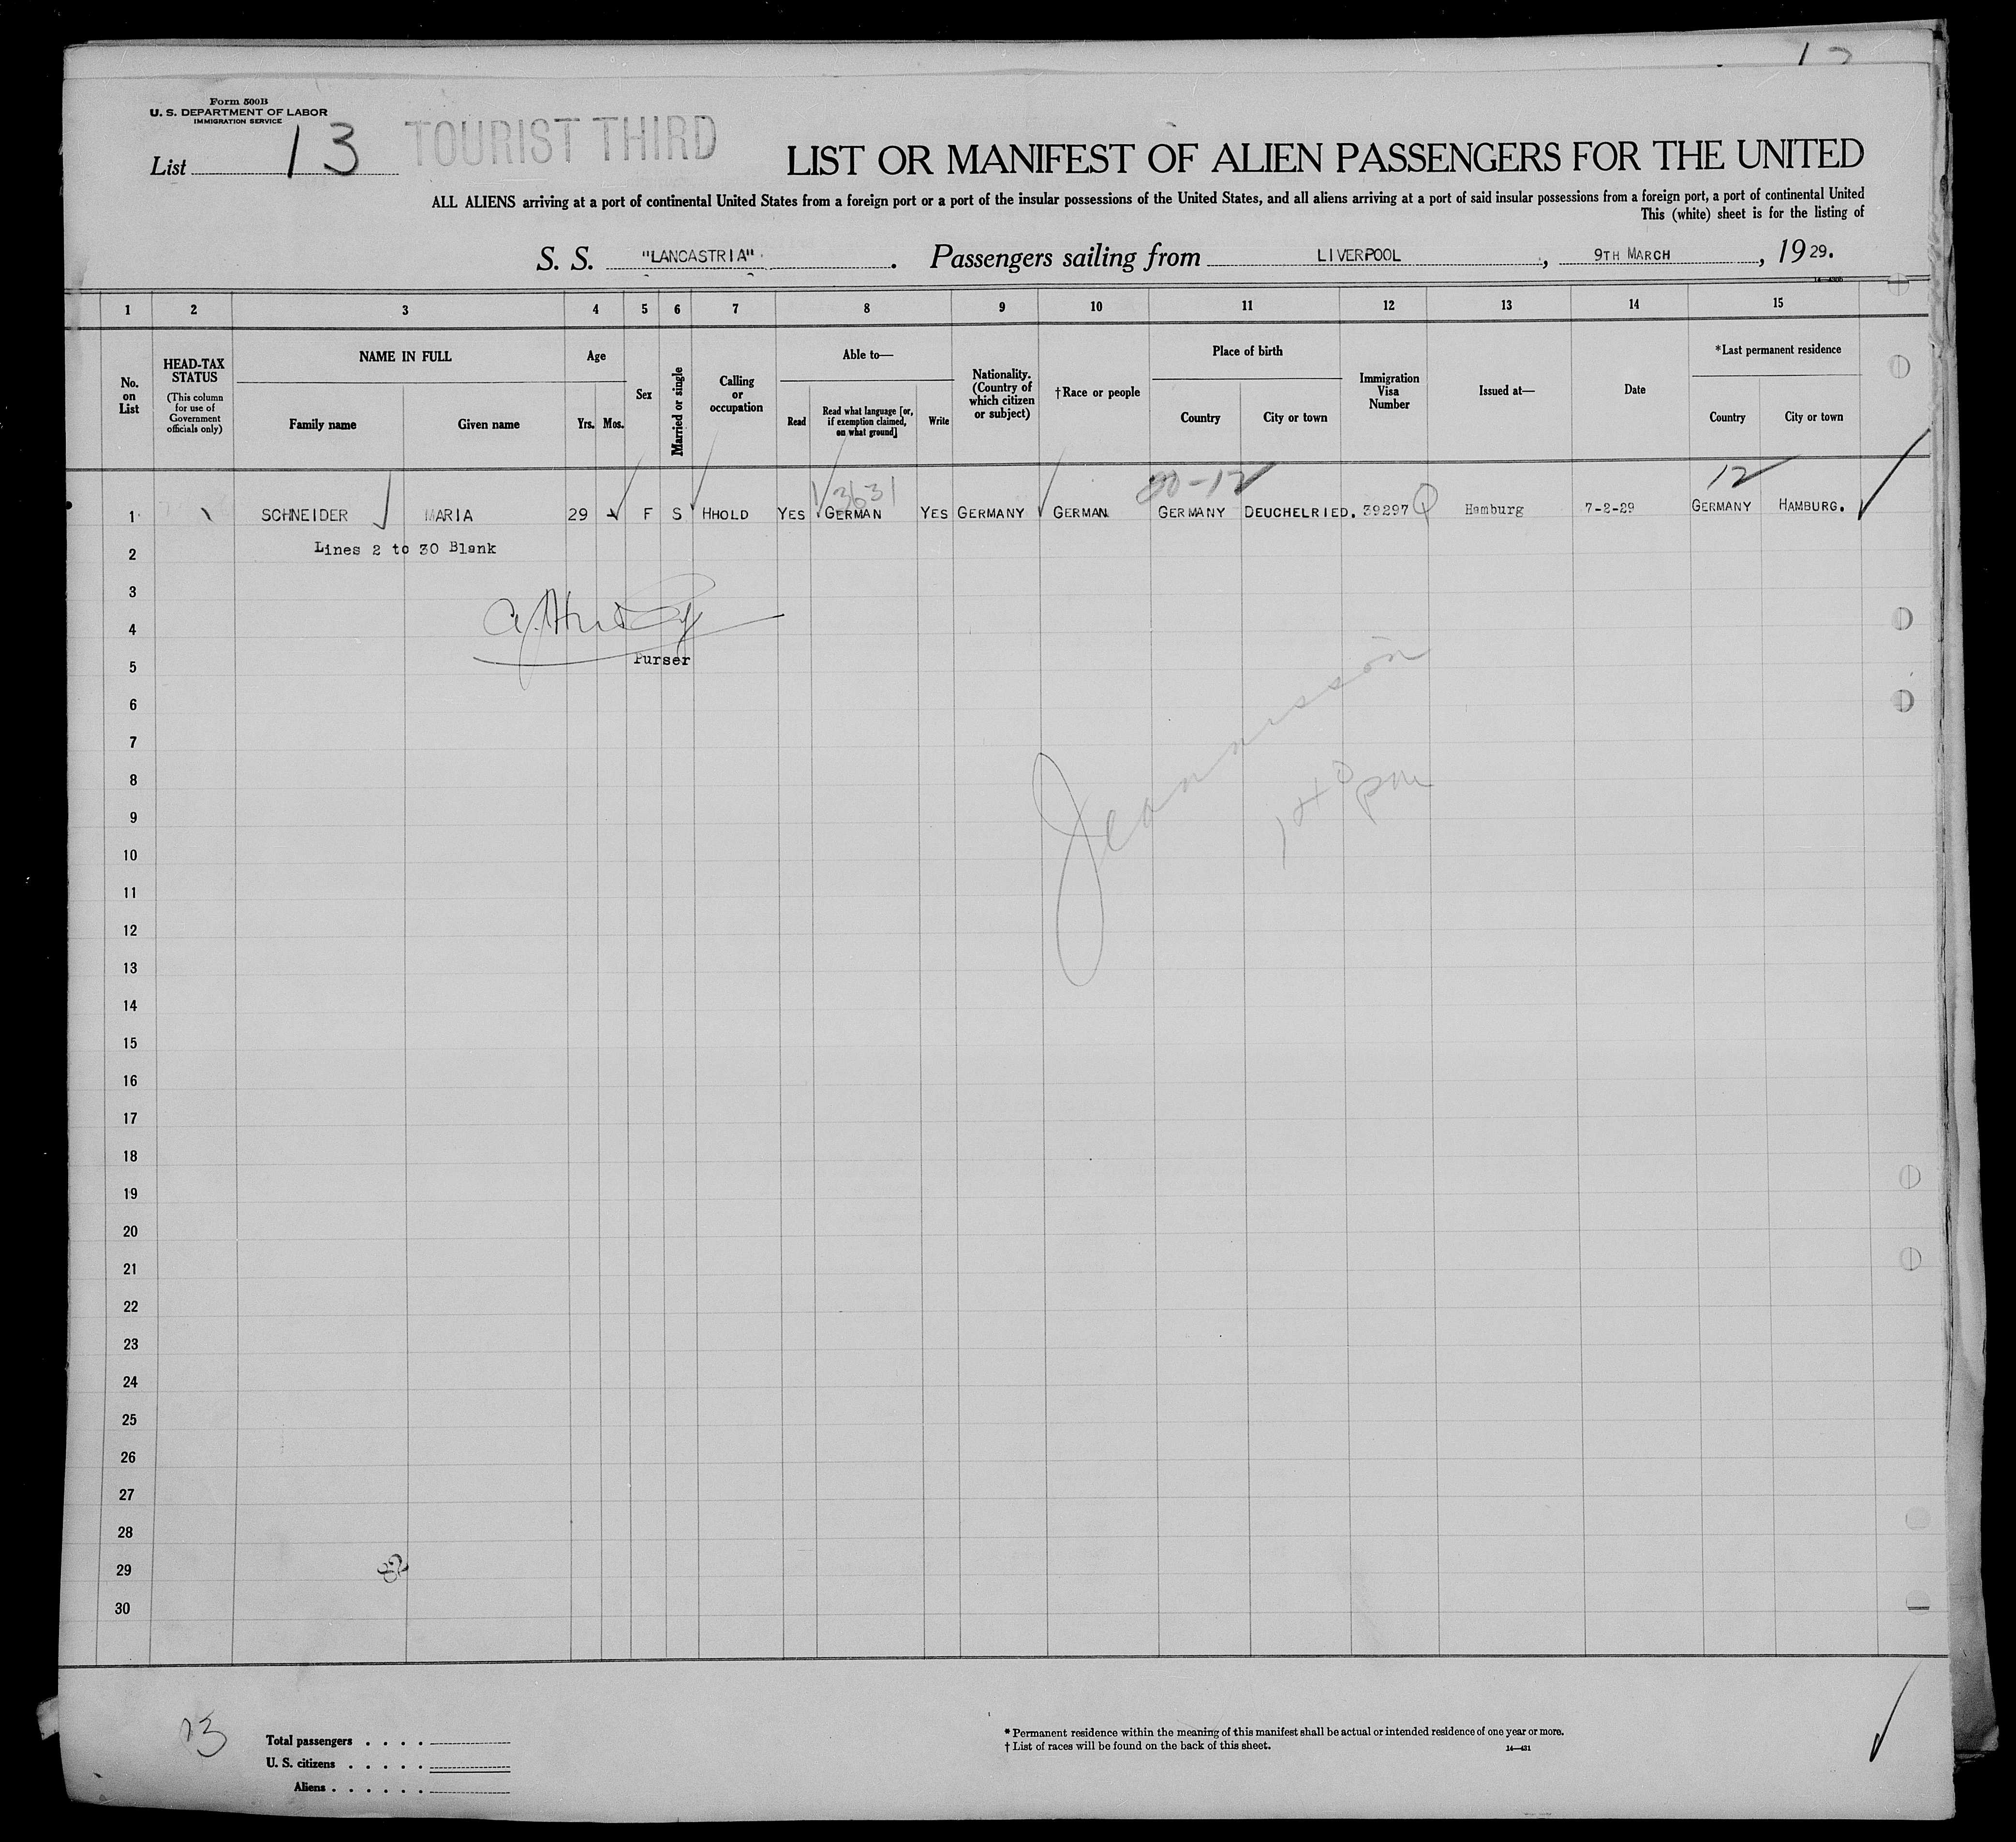 Form 500B
U. S. DEPARTMENT OF LABOR
IMMIGRATION SERVICE
List 13
TOURIST THIRD
LIST OR MANIFEST OF ALIEN PASSENGERS FOR THE UNITED
ALL ALIENS arriving at a port of continental United States from a foreign port or a port of the insular possessions of the United States, and all aliens arriving at a port of said insular possessions from a foreign port, a port of continental United
This (white) sheet is for the listing of
S. S. "LANCASTRIA". Passengers sailing from LIVERPOOL, 9TH MARCH, 1929.
1 2 3 4 5 6 7 8 9 10 11 12 13 14 15
No. on List
HEAD-TAX STATUS
(This column for use of Government officials only)
NAME IN FULL
Family name Given name
Age
Yrs. Mos.
Sex
Married or single
Calling or occupation
Able to—
Read Read what language [or, if exemption claimed, on what ground] Write
Nationality. (Country of which citizen or subject)
†Race or people
Place of birth
Country City or town
Immigration Visa Number
Issued at—
Date
*Last permanent residence
Country City or town
3631 12
1 SCHNEIDER MARIA 29 F S HHOLD YES GERMAN YES GERMANY GERMAN GERMANY DEUCHELRIED. 39297 Hamburg 7-2-29 GERMANY HAMBURG.
2 Lines 2 to 30 Blank
3
4
5 Purser
6
7
8
9
10
11
12
13
14
15
16
17
18
19
20
21
22
23
24
25
26
27
28
29
30
1 40 pm
13
Total passengers . . . .
U. S. citizens . . . . .
Aliens . . . . . .
* Permanent residence within the meaning of this manifest shall be actual or intended residence of one year or more.
† List of races will be found on the back of this sheet.
14—431